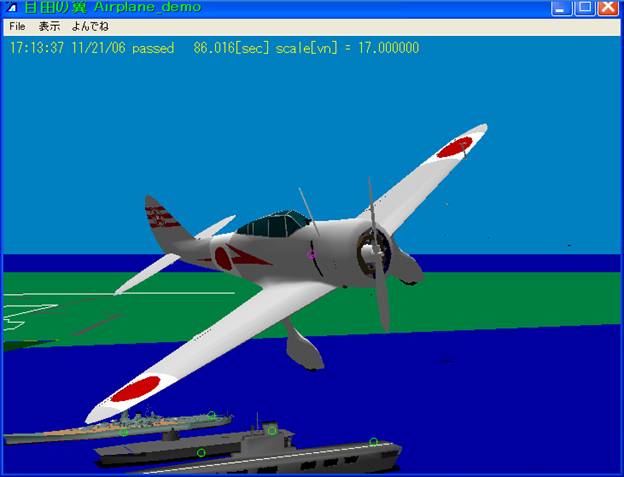 自由の翼 Airplane_demo
File 表示 よんでね
17:13:37 11/21/06 passed 86.016[sec] scale[vn] = 17.000000